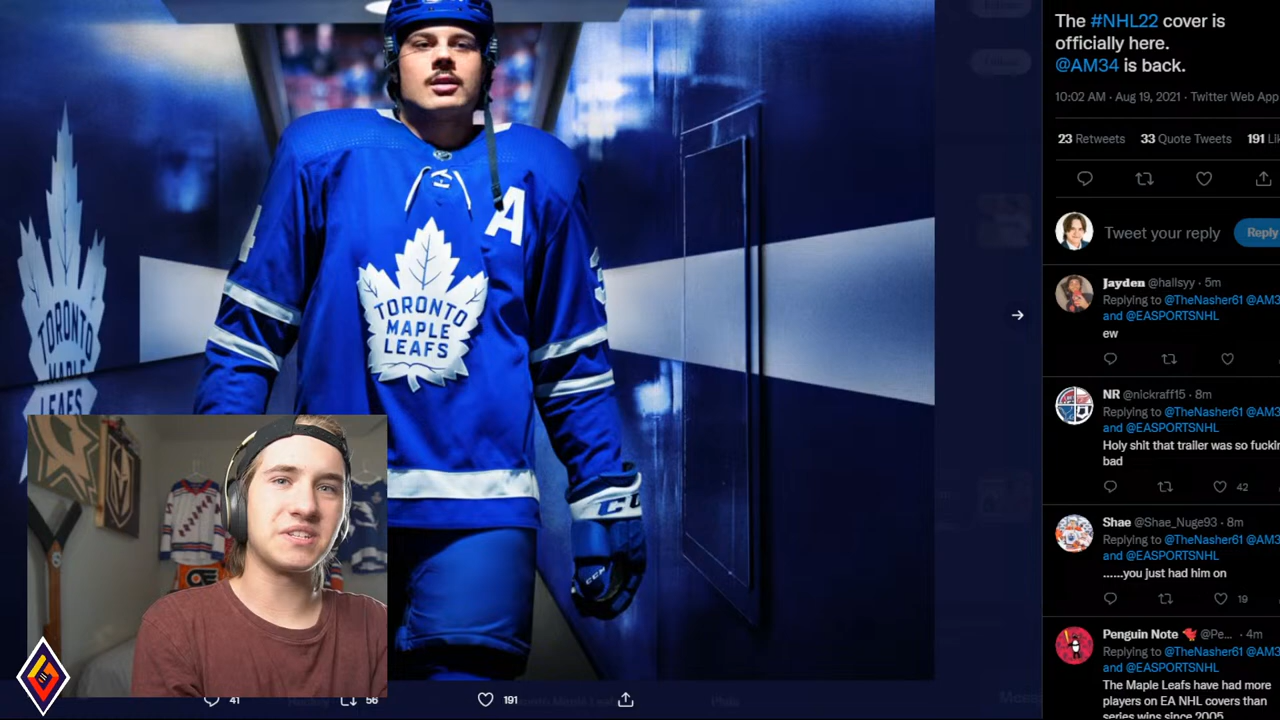 The #NHL22 cover is
officially here.
@AM34 is back.
10:02 AM · Aug 19, 2021 · Twitter Web App
23 Retweets 33 Quote Tweets 191
Tweet your reply
Reply
Jayden @hallsyy · 5m
Replying to @TheNasher61
and @EASPORTSNHL
ew
NR @nickraff15 · 8m
Replying to @TheNasher61
and @EASPORTSNHL
Holy shit that trailer was so
bad
42
Shae @Shae_Nuge93 · 8m
Replying to @TheNasher61
and @EASPORTSNHL
......you just had him on
19
Penguin Note @Pe... · 4m
Replying to @TheNasher61
and @EASPORTSNHL
The Maple Leafs have had more
players on EA NHL covers than
series wins since 2005
A
TORONTO
MAPLE
LEAFS
TORONTO
LEAFS
CCM
41
56
191